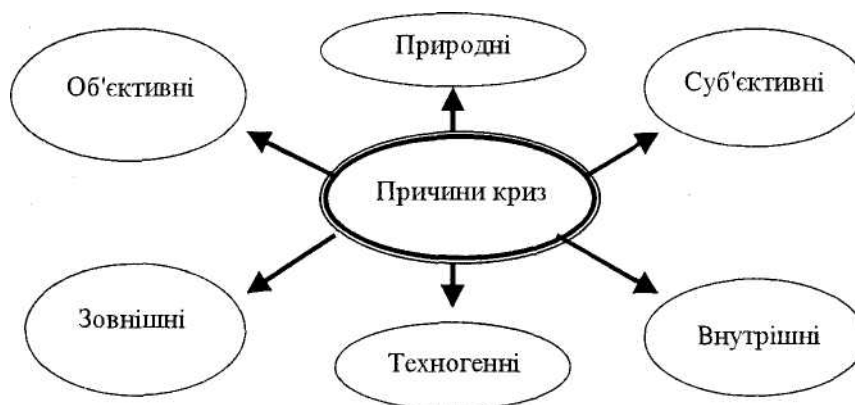 Природні
Об'єктивні
Суб'єктивні
Причини криз
Зовнішні
Техногенні
Внутрішні